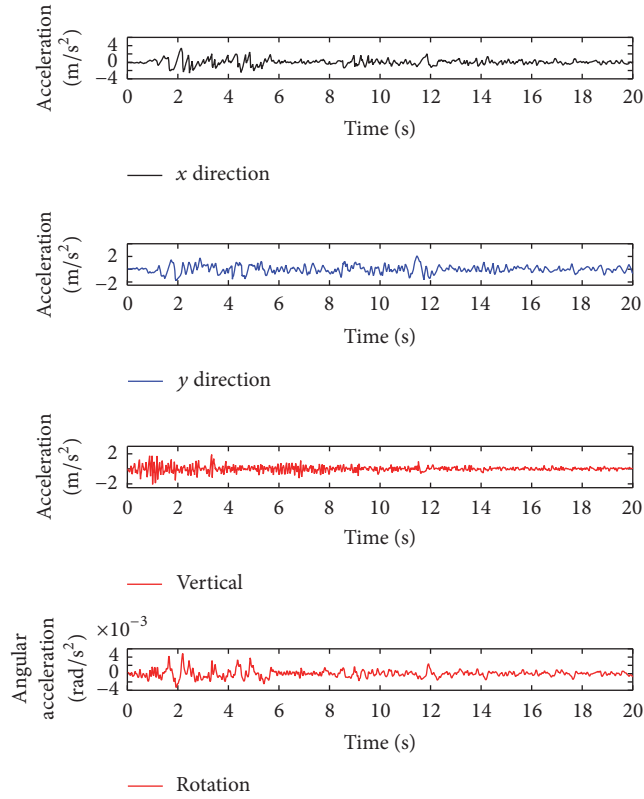 Acceleration
(m/s²)
4
0
−4
0 2 4 6 8 10 12 14 16 18 20
Time (s)
x direction
Acceleration
(m/s²)
2
−2
0 2 4 6 8 10 12 14 16 18 20
Time (s)
y direction
Acceleration
(m/s²)
2
−2
0 2 4 6 8 10 12 14 16 18 20
Time (s)
Vertical
×10⁻³
Angular
acceleration
(rad/s²)
4
0
−4
0 2 4 6 8 10 12 14 16 18 20
Time (s)
Rotation